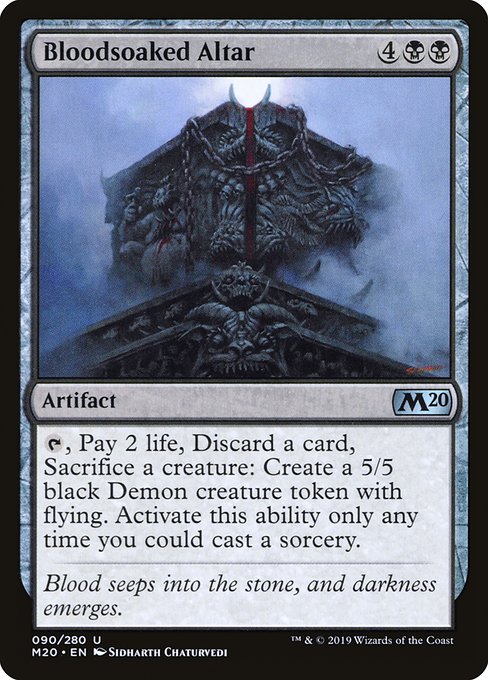 Bloodsoaked Altar 4
Artifact M20
, Pay 2 life, Discard a card,
Sacrifice a creature: Create a 5/5
black Demon creature token with
flying. Activate this ability only any
time you could cast a sorcery.
Blood seeps into the stone, and darkness
emerges.
090/280 U ™ & © 2019 Wizards of the Coast
M20 • EN Sidharth Chaturvedi